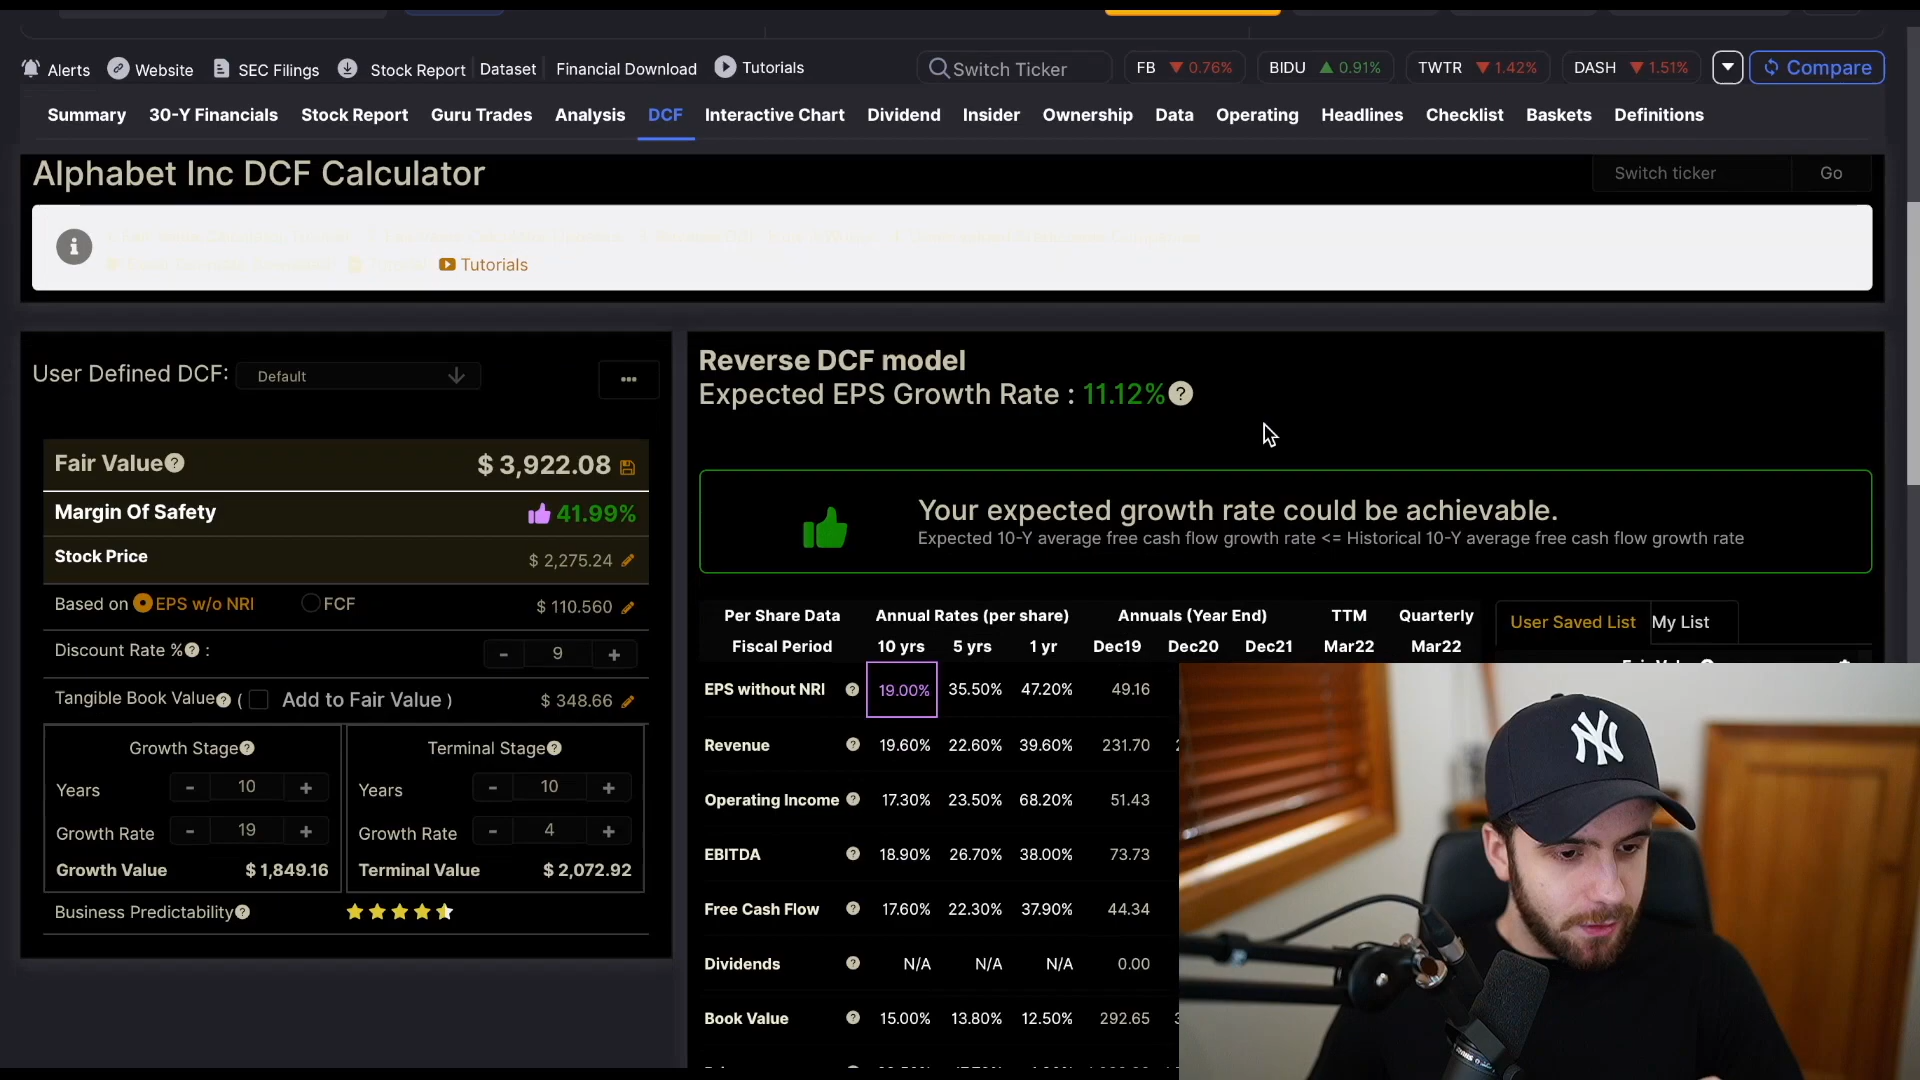 Alerts Website SEC Filings Stock Report Dataset Financial Download Tutorials Switch Ticker FB ▼ 0.76% BIDU ▲ 0.91% TWTR ▼ 1.42% DASH ▼ 1.51% Compare
Summary 30-Y Financials Stock Report Guru Trades Analysis DCF Interactive Chart Dividend Insider Ownership Data Operating Headlines Checklist Baskets Definitions
Alphabet Inc DCF Calculator
Switch ticker Go
Tutorials
User Defined DCF: Default
Fair Value $ 3,922.08
Margin Of Safety 41.99%
Stock Price $ 2,275.24
Based on EPS w/o NRI FCF $ 110.560
Discount Rate % : - 9 +
Tangible Book Value ( Add to Fair Value ) $ 348.66
Growth Stage
Years - 10 +
Growth Rate - 19 +
Growth Value $ 1,849.16
Terminal Stage
Years - 10 +
Growth Rate - 4 +
Terminal Value $ 2,072.92
Business Predictability
Reverse DCF model
Expected EPS Growth Rate : 11.12%
Your expected growth rate could be achievable.
Expected 10-Y average free cash flow growth rate <= Historical 10-Y average free cash flow growth rate
Per Share Data Annual Rates (per share) Annuals (Year End) TTM Quarterly
Fiscal Period 10 yrs 5 yrs 1 yr Dec19 Dec20 Dec21 Mar22 Mar22
EPS without NRI 19.00% 35.50% 47.20% 49.16
Revenue 19.60% 22.60% 39.60% 231.70
Operating Income 17.30% 23.50% 68.20% 51.43
EBITDA 18.90% 26.70% 38.00% 73.73
Free Cash Flow 17.60% 22.30% 37.90% 44.34
Dividends N/A N/A N/A 0.00
Book Value 15.00% 13.80% 12.50% 292.65
User Saved List My List
NY